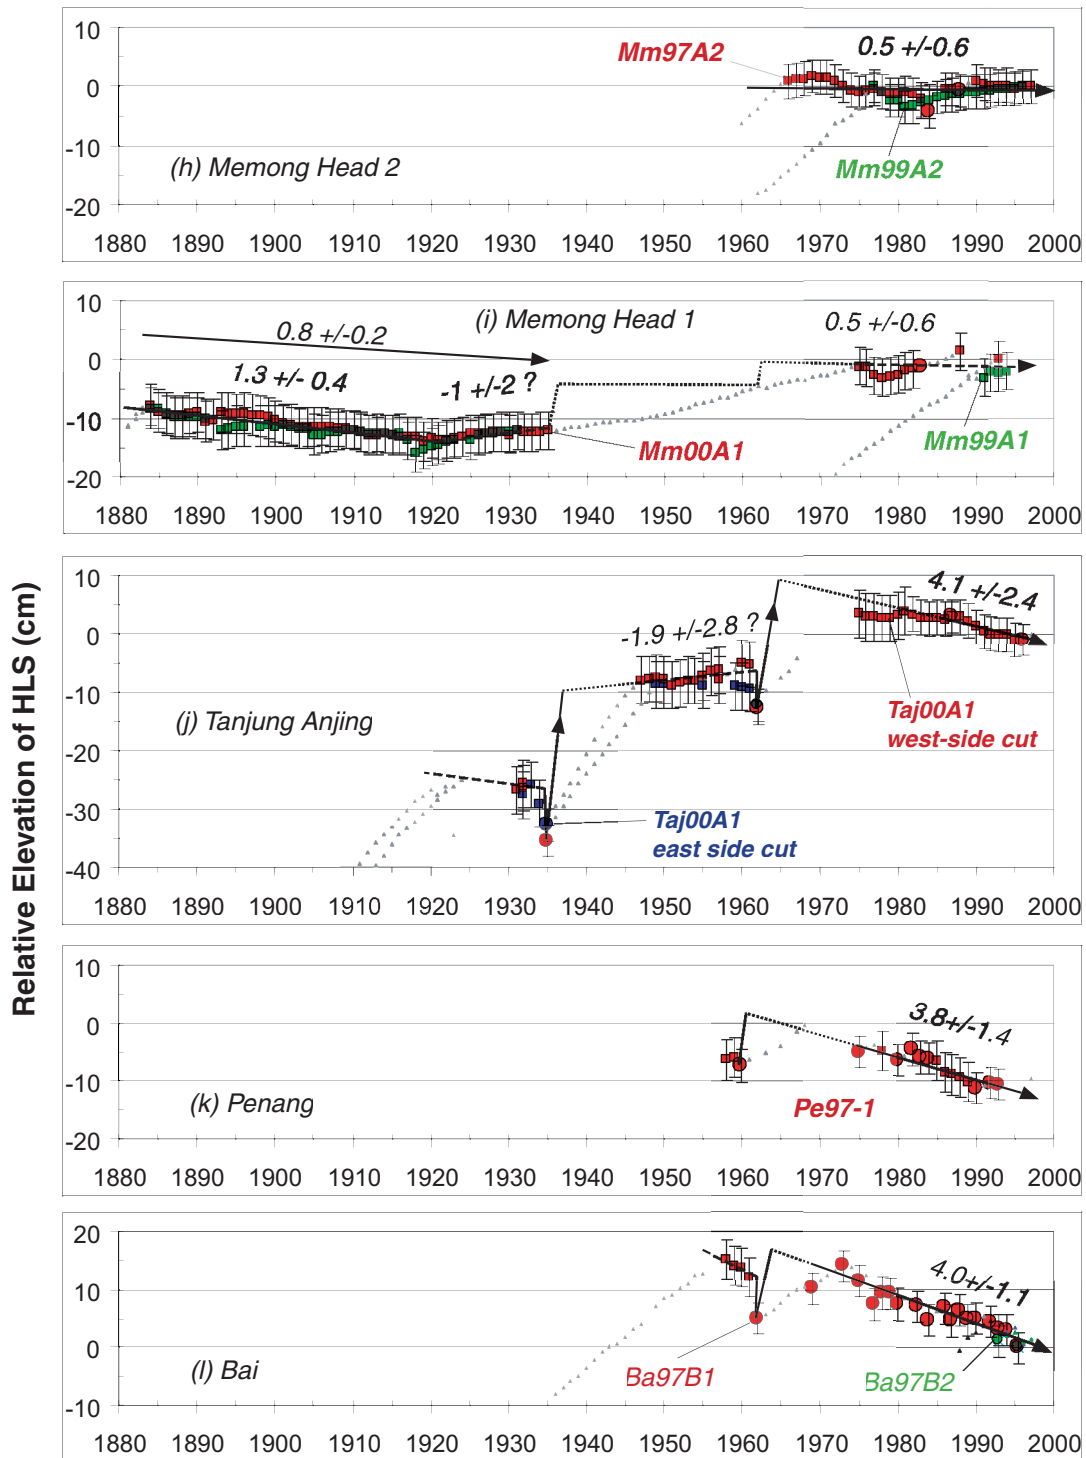 Relative Elevation of HLS (cm)
10
0
-10
-20
Mm97A2
0.5 +/-0.6
(h) Memong Head 2
Mm99A2
1880 1890 1900 1910 1920 1930 1940 1950 1960 1970 1980 1990 2000
10
0
-10
-20
(i) Memong Head 1
0.5 +/-0.6
0.8 +/-0.2
1.3 +/- 0.4
-1 +/-2 ?
Mm00A1
Mm99A1
1880 1890 1900 1910 1920 1930 1940 1950 1960 1970 1980 1990 2000
10
0
-10
-20
-30
-40
4.1 +/-2.4
-1.9 +/-2.8 ?
(j) Tanjung Anjing
Taj00A1
west-side cut
Taj00A1
east side cut
1880 1890 1900 1910 1920 1930 1940 1950 1960 1970 1980 1990 2000
10
0
-10
-20
3.8+/-1.4
(k) Penang
Pe97-1
1880 1890 1900 1910 1920 1930 1940 1950 1960 1970 1980 1990 2000
20
10
0
-10
4.0+/-1.1
(l) Bai
Ba97B1
Ba97B2
1880 1890 1900 1910 1920 1930 1940 1950 1960 1970 1980 1990 2000